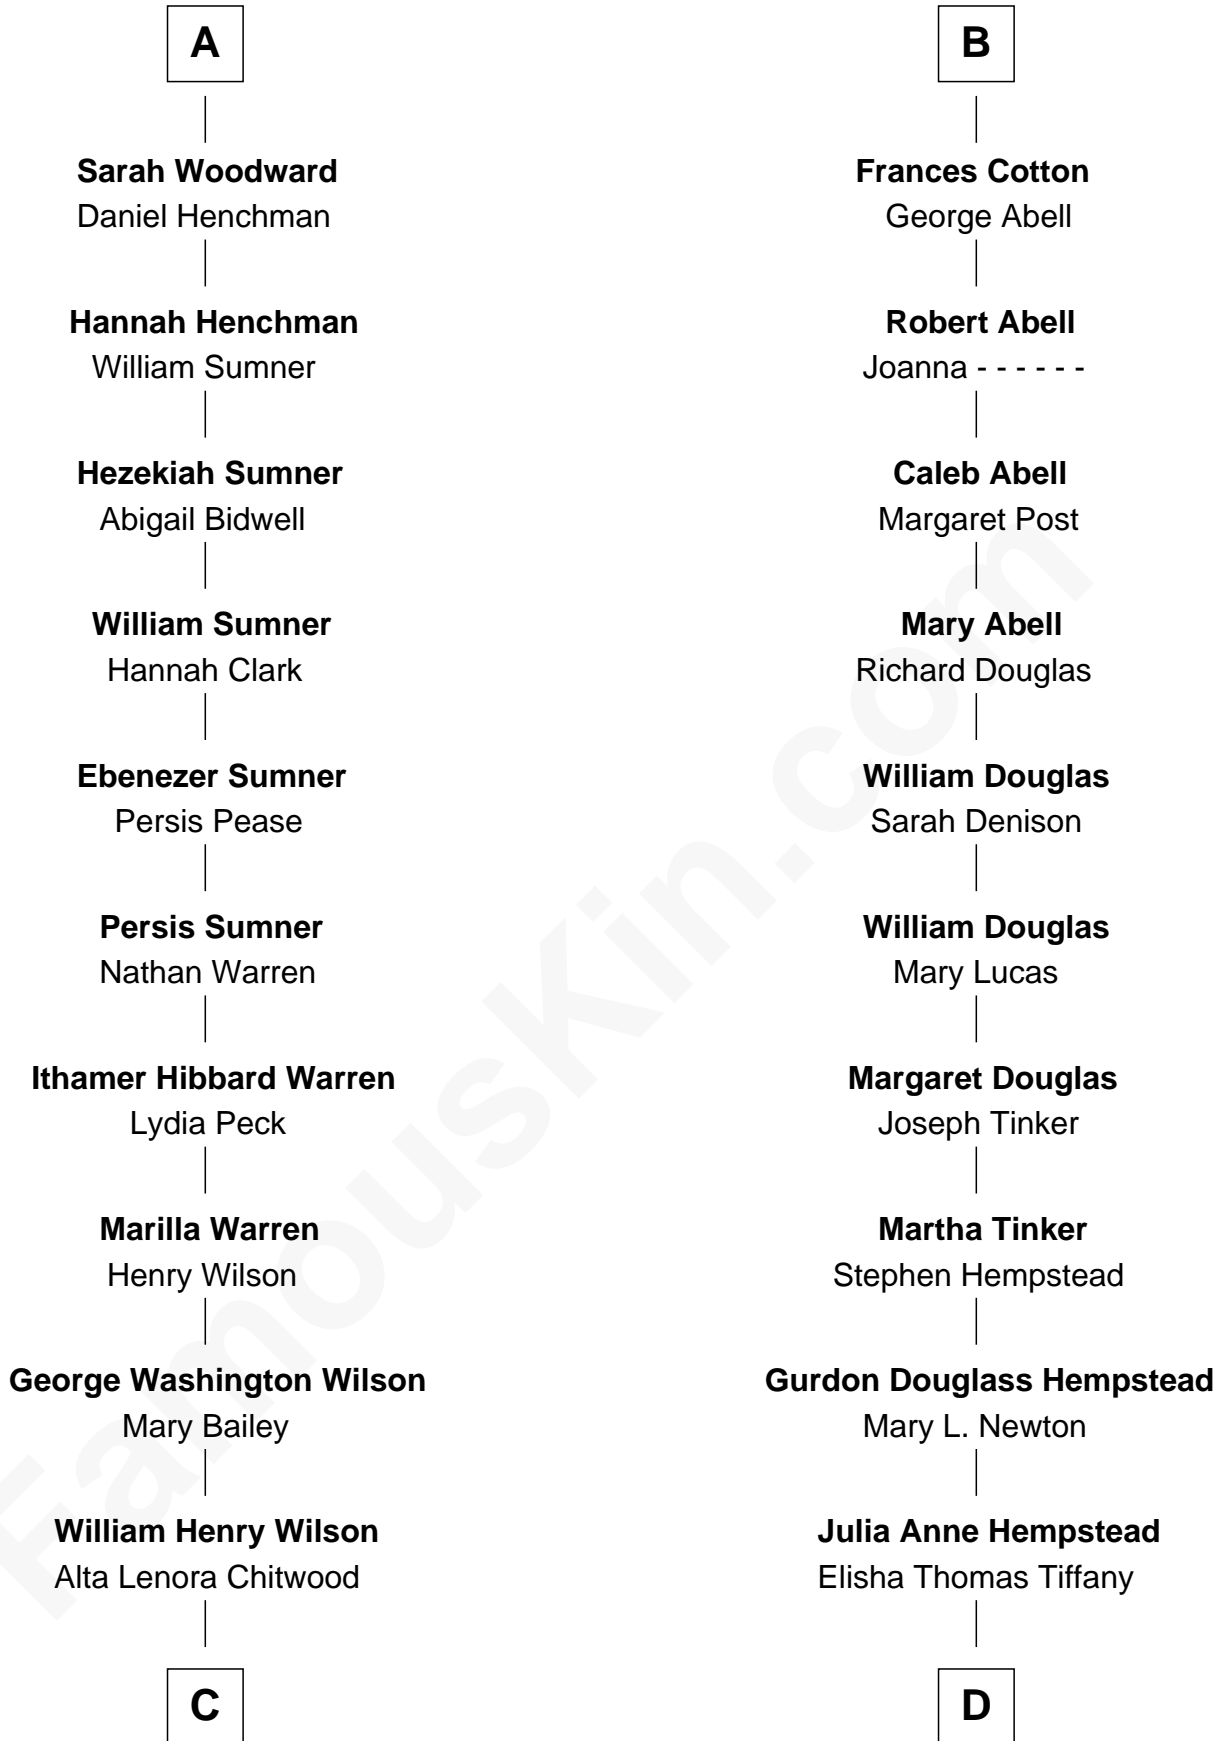 A
Sarah Woodward
Daniel Henchman
Hannah Henchman
William Sumner
Hezekiah Sumner
Abigail Bidwell
William Sumner
Hannah Clark
Ebenezer Sumner
Persis Pease
Persis Sumner
Nathan Warren
Ithamer Hibbard Warren
Lydia Peck
Marilla Warren
Henry Wilson
George Washington Wilson
Mary Bailey
William Henry Wilson
Alta Lenora Chitwood
C
B
Frances Cotton
George Abell
Robert Abell
Joanna - - - - - -
Caleb Abell
Margaret Post
Mary Abell
Richard Douglas
William Douglas
Sarah Denison
William Douglas
Mary Lucas
Margaret Douglas
Joseph Tinker
Martha Tinker
Stephen Hempstead
Gurdon Douglass Hempstead
Mary L. Newton
Julia Anne Hempstead
Elisha Thomas Tiffany
D
FamousKin.com